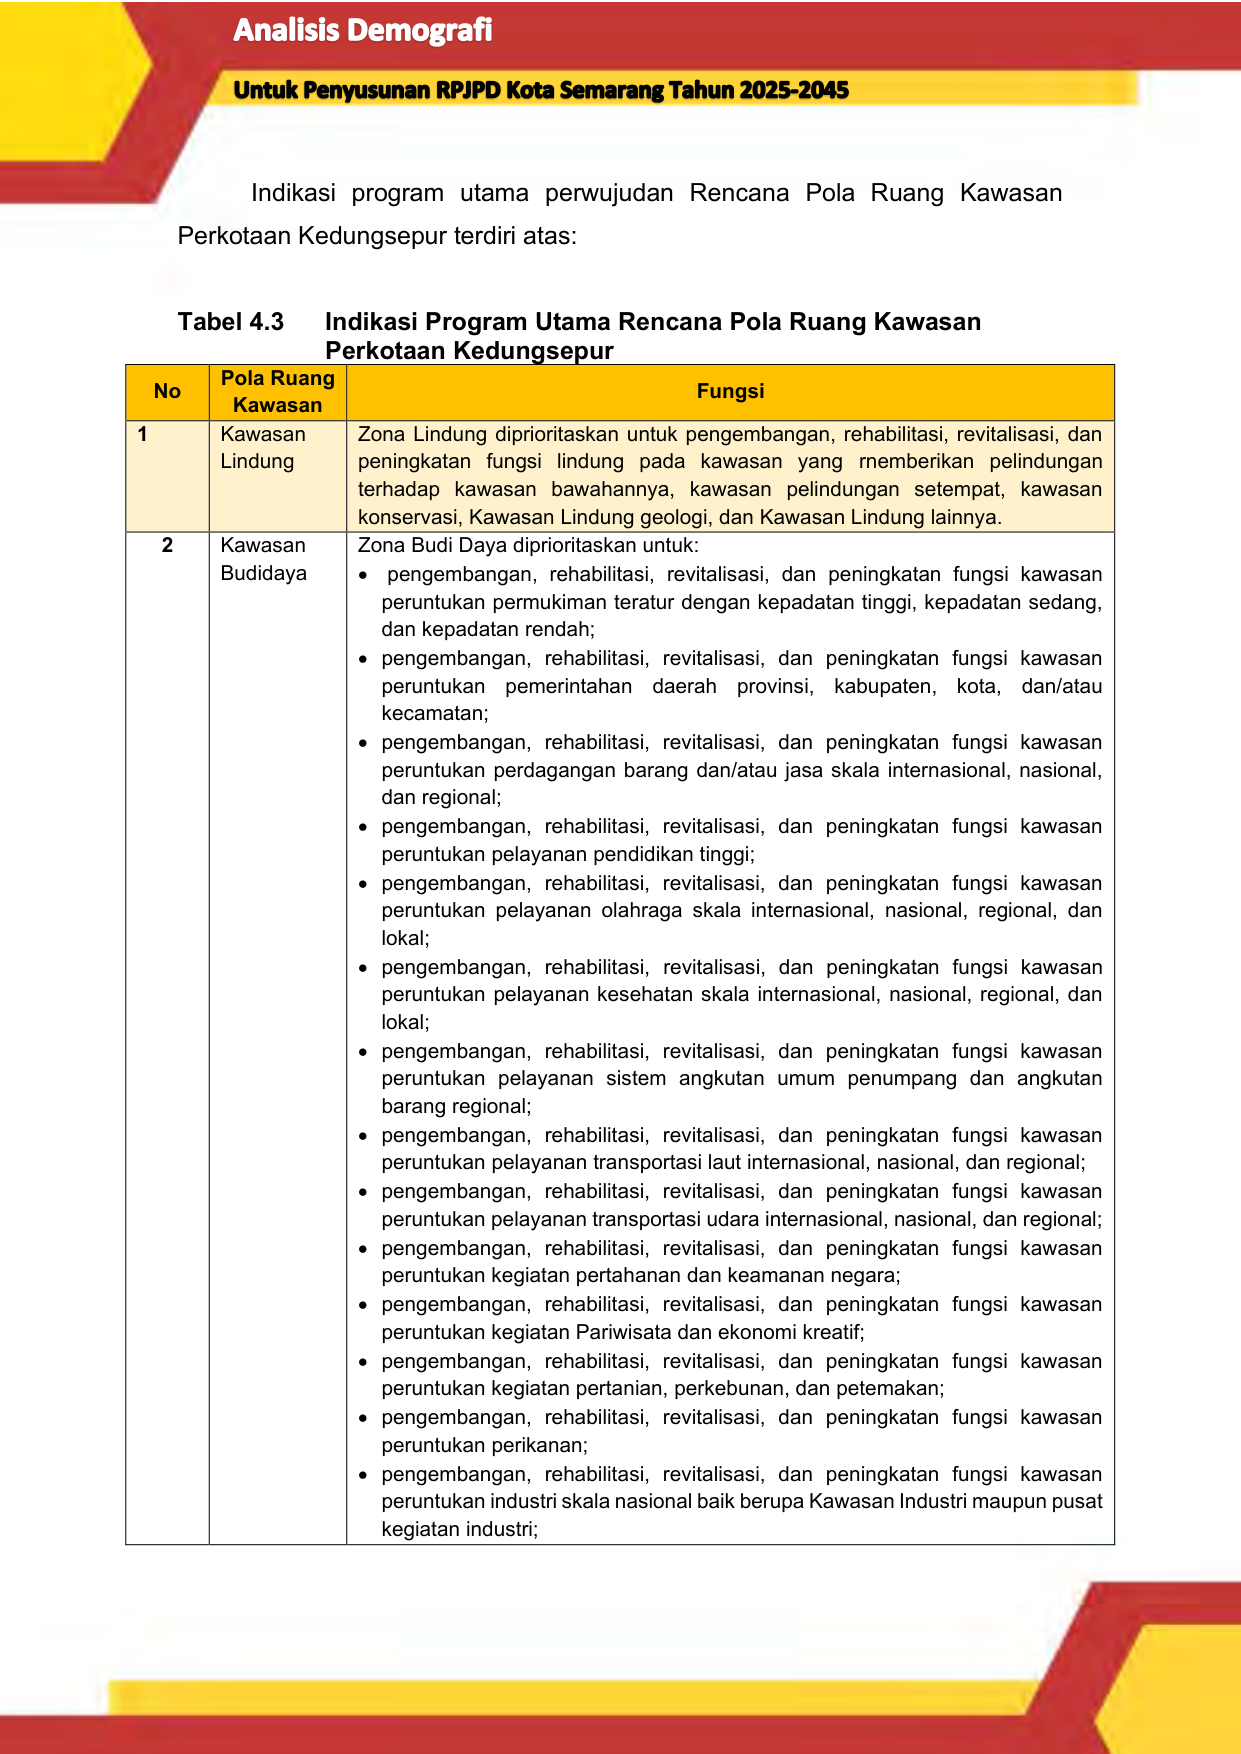 Analisis Demografi
Untuk Penyusunan RPJPD Kota Semarang Tahun 2025-2045
Indikasi program utama perwujudan Rencana Pola Ruang Kawasan
Perkotaan Kedungsepur terdiri atas:
Tabel 4.3 Indikasi Program Utama Rencana Pola Ruang Kawasan
Perkotaan Kedungsepur
No
Pola Ruang
Kawasan
Fungsi
1
Kawasan
Lindung
Zona Lindung diprioritaskan untuk pengembangan, rehabilitasi, revitalisasi, dan
peningkatan fungsi lindung pada kawasan yang rnemberikan pelindungan
terhadap kawasan bawahannya, kawasan pelindungan setempat, kawasan
konservasi, Kawasan Lindung geologi, dan Kawasan Lindung lainnya.
2
Kawasan
Budidaya
Zona Budi Daya diprioritaskan untuk:
• pengembangan, rehabilitasi, revitalisasi, dan peningkatan fungsi kawasan
peruntukan permukiman teratur dengan kepadatan tinggi, kepadatan sedang,
dan kepadatan rendah;
• pengembangan, rehabilitasi, revitalisasi, dan peningkatan fungsi kawasan
peruntukan pemerintahan daerah provinsi, kabupaten, kota, dan/atau
kecamatan;
• pengembangan, rehabilitasi, revitalisasi, dan peningkatan fungsi kawasan
peruntukan perdagangan barang dan/atau jasa skala internasional, nasional,
dan regional;
• pengembangan, rehabilitasi, revitalisasi, dan peningkatan fungsi kawasan
peruntukan pelayanan pendidikan tinggi;
• pengembangan, rehabilitasi, revitalisasi, dan peningkatan fungsi kawasan
peruntukan pelayanan olahraga skala internasional, nasional, regional, dan
lokal;
• pengembangan, rehabilitasi, revitalisasi, dan peningkatan fungsi kawasan
peruntukan pelayanan kesehatan skala internasional, nasional, regional, dan
lokal;
• pengembangan, rehabilitasi, revitalisasi, dan peningkatan fungsi kawasan
peruntukan pelayanan sistem angkutan umum penumpang dan angkutan
barang regional;
• pengembangan, rehabilitasi, revitalisasi, dan peningkatan fungsi kawasan
peruntukan pelayanan transportasi laut internasional, nasional, dan regional;
• pengembangan, rehabilitasi, revitalisasi, dan peningkatan fungsi kawasan
peruntukan pelayanan transportasi udara internasional, nasional, dan regional;
• pengembangan, rehabilitasi, revitalisasi, dan peningkatan fungsi kawasan
peruntukan kegiatan pertahanan dan keamanan negara;
• pengembangan, rehabilitasi, revitalisasi, dan peningkatan fungsi kawasan
peruntukan kegiatan Pariwisata dan ekonomi kreatif;
• pengembangan, rehabilitasi, revitalisasi, dan peningkatan fungsi kawasan
peruntukan kegiatan pertanian, perkebunan, dan petemakan;
• pengembangan, rehabilitasi, revitalisasi, dan peningkatan fungsi kawasan
peruntukan perikanan;
• pengembangan, rehabilitasi, revitalisasi, dan peningkatan fungsi kawasan
peruntukan industri skala nasional baik berupa Kawasan Industri maupun pusat
kegiatan industri;